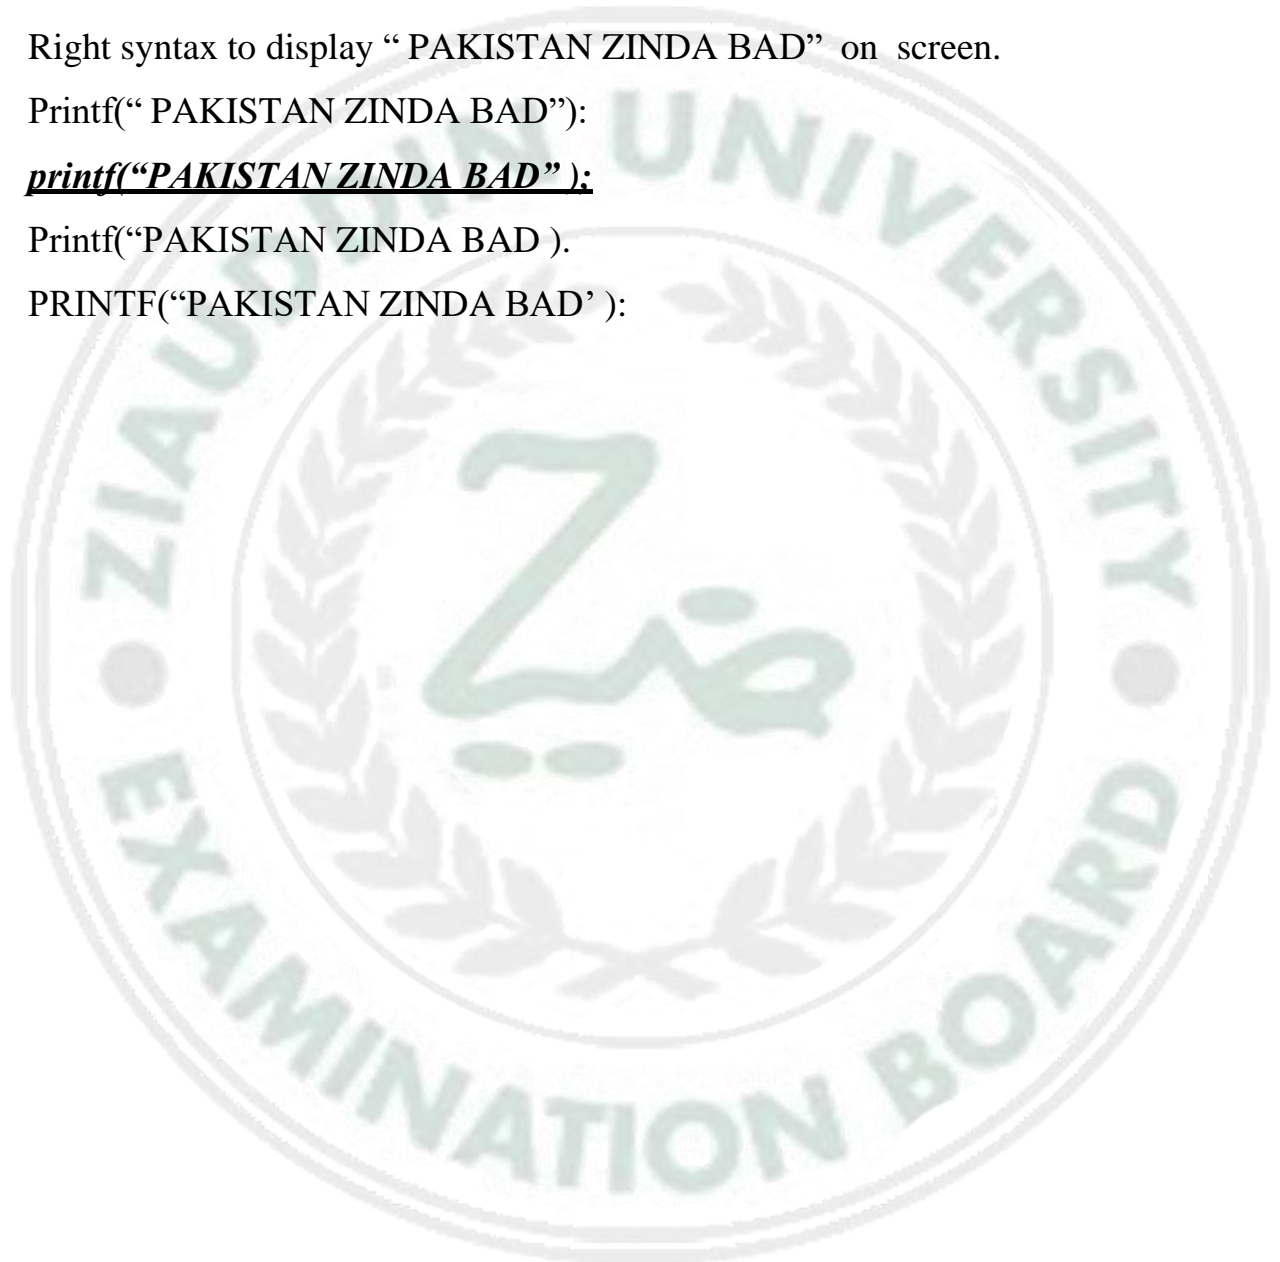 Right syntax to display “ PAKISTAN ZINDA BAD” on screen.
Printf(“ PAKISTAN ZINDA BAD”):
printf(“PAKISTAN ZINDA BAD” );
Printf(“PAKISTAN ZINDA BAD ).
PRINTF(“PAKISTAN ZINDA BAD’ ):
ZIAUDDIN UNIVERSITY
EXAMINATION BOARD